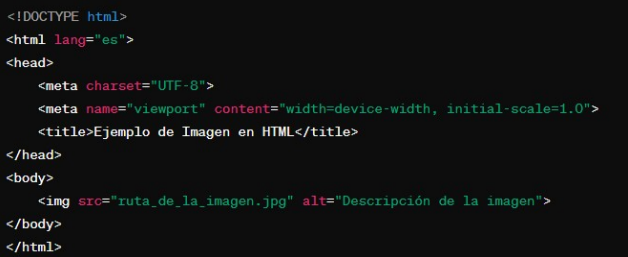 <!DOCTYPE html>
<html lang="es">
<head>
    <meta charset="UTF-8">
    <meta name="viewport" content="width=device-width, initial-scale=1.0">
    <title>Ejemplo de Imagen en HTML</title>
</head>
<body>
    <img src="ruta_de_la_imagen.jpg" alt="Descripción de la imagen">
</body>
</html>